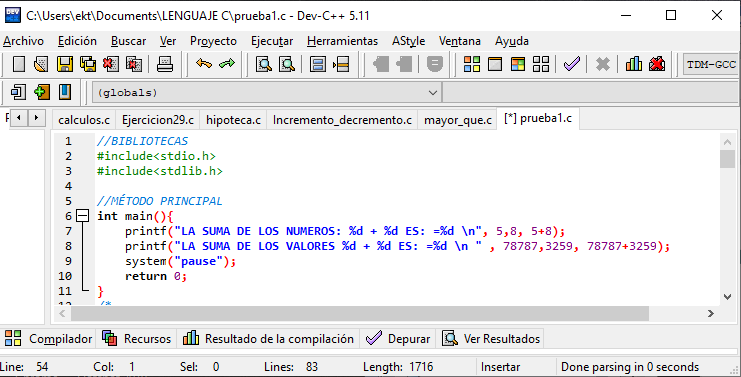 C:\Users\ekt\Documents\LENGUAJE C\prueba1.c - Dev-C++ 5.11
Archivo Edición Buscar Ver Proyecto Ejecutar Herramientas AStyle Ventana Ayuda
TDM-GCC
(globals)
calculos.c Ejercicion29.c hipoteca.c Incremento_decremento.c mayor_que.c [*] prueba1.c
1 //BIBLIOTECAS
2 #include<stdio.h>
3 #include<stdlib.h>
4
5 //MÉTODO PRINCIPAL
6 int main(){
7 printf("LA SUMA DE LOS NUMEROS: %d + %d ES: =%d \n", 5,8, 5+8);
8 printf("LA SUMA DE LOS VALORES %d + %d ES: =%d \n " , 78787,3259, 78787+3259);
9 system("pause");
10 return 0;
11 }
12 /*
Compilador Recursos Resultado de la compilación Depurar Ver Resultados
Line: 54 Col: 1 Sel: 0 Lines: 83 Length: 1716 Insertar Done parsing in 0 seconds